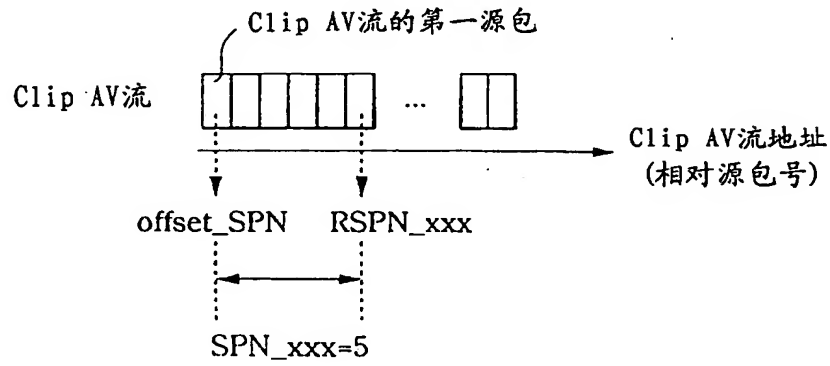 Clip AV流的第一源包
Clip AV流
...
Clip AV流地址
(相对源包号)
offset_SPN
RSPN_xxx
SPN_xxx=5